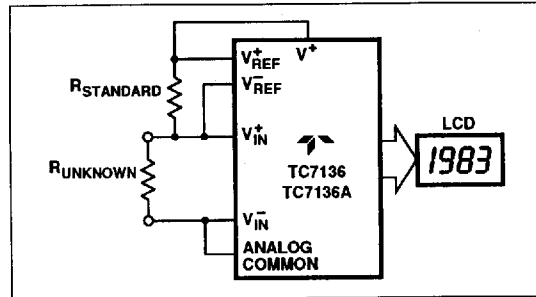 V+REF
V+
V−REF
RSTANDARD
V+IN
LCD
1983
TC7136
TC7136A
RUNKNOWN
V−IN
ANALOG
COMMON